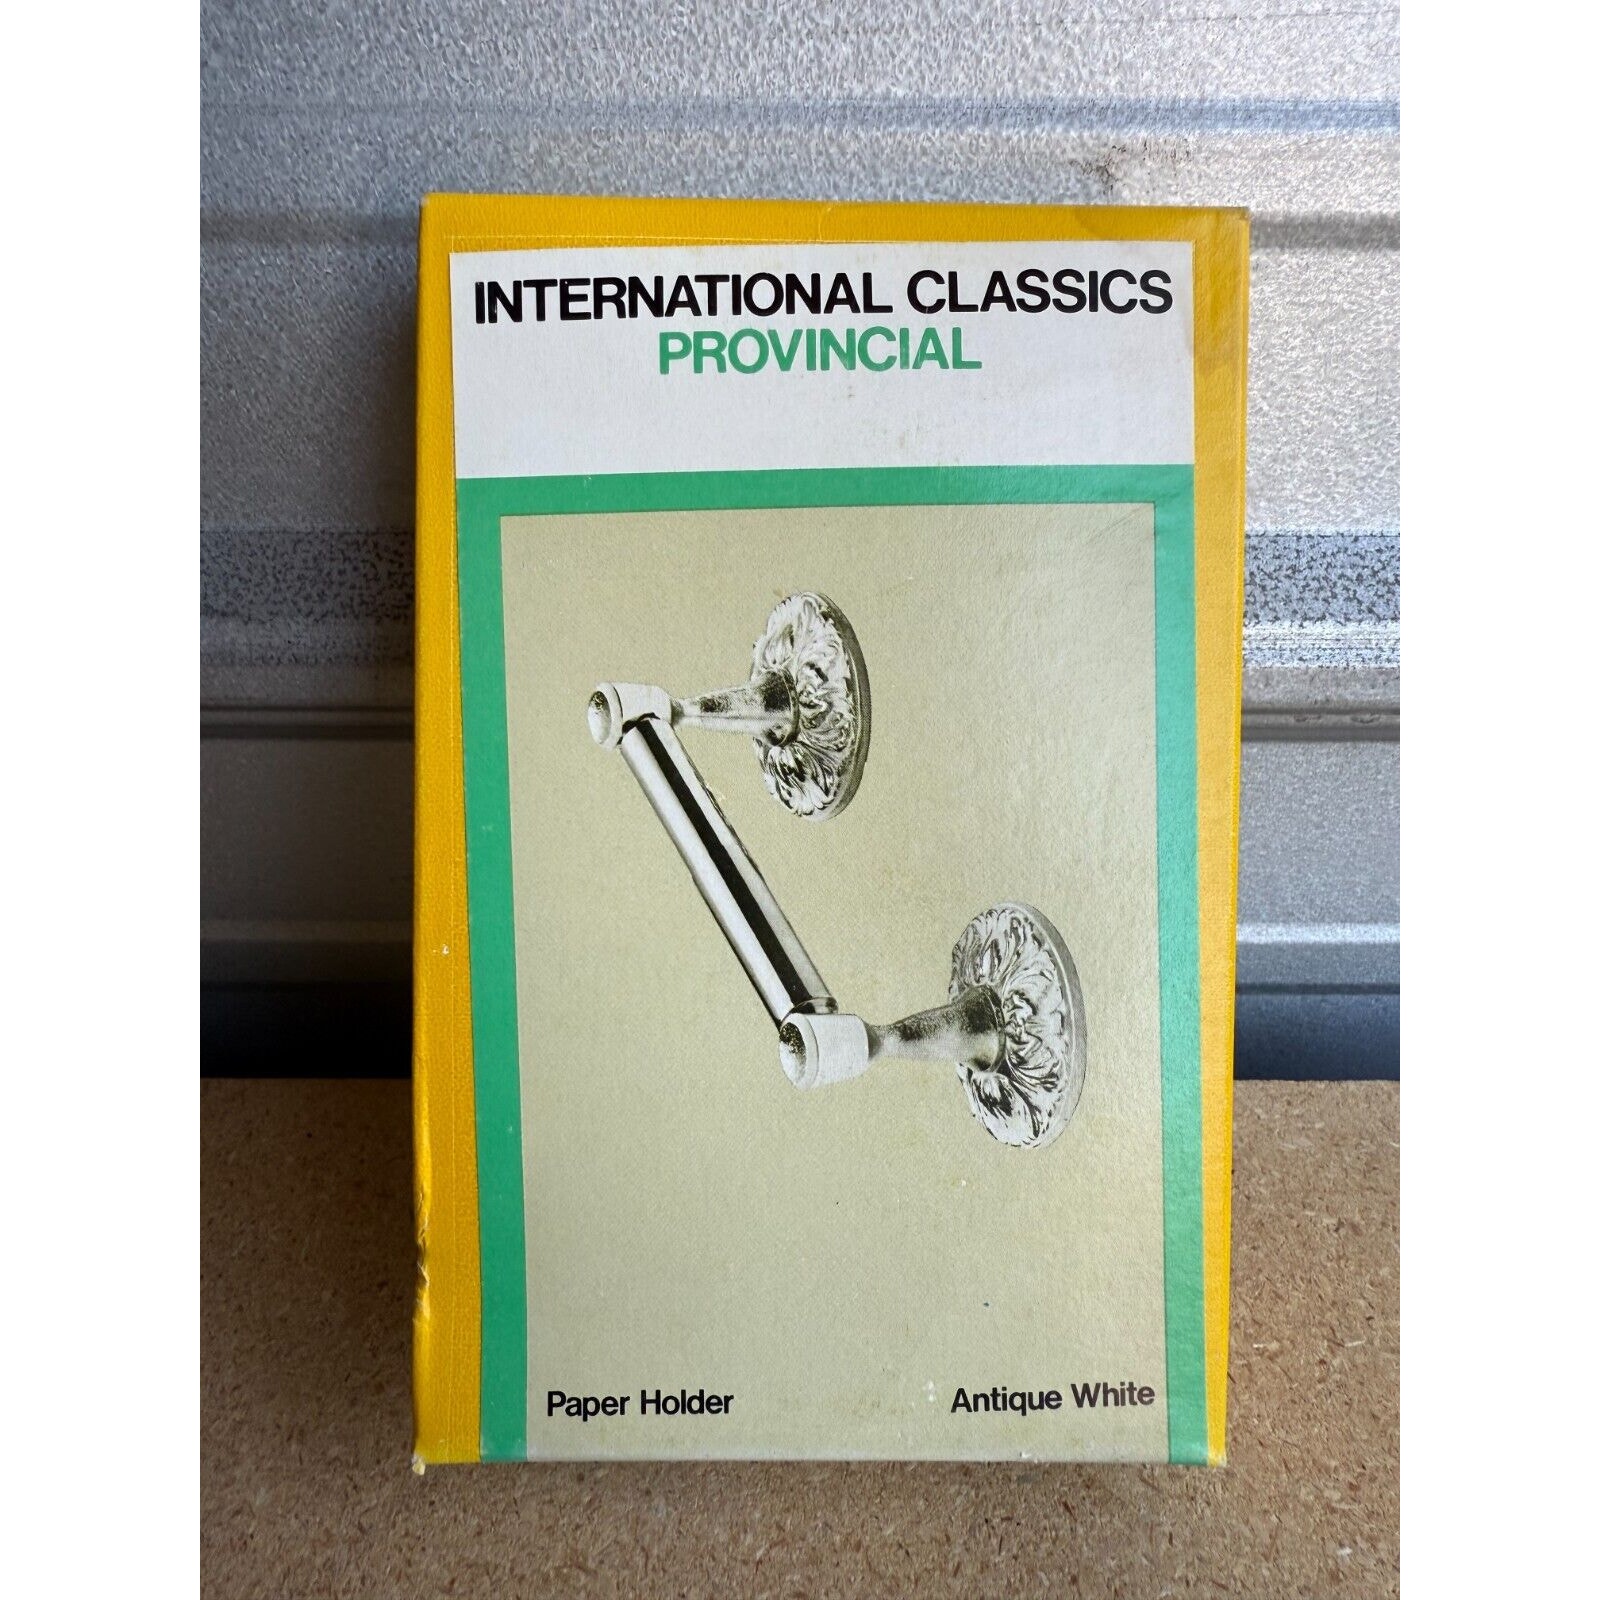 INTERNATIONAL CLASSICS
PROVINCIAL
Paper Holder
Antique White